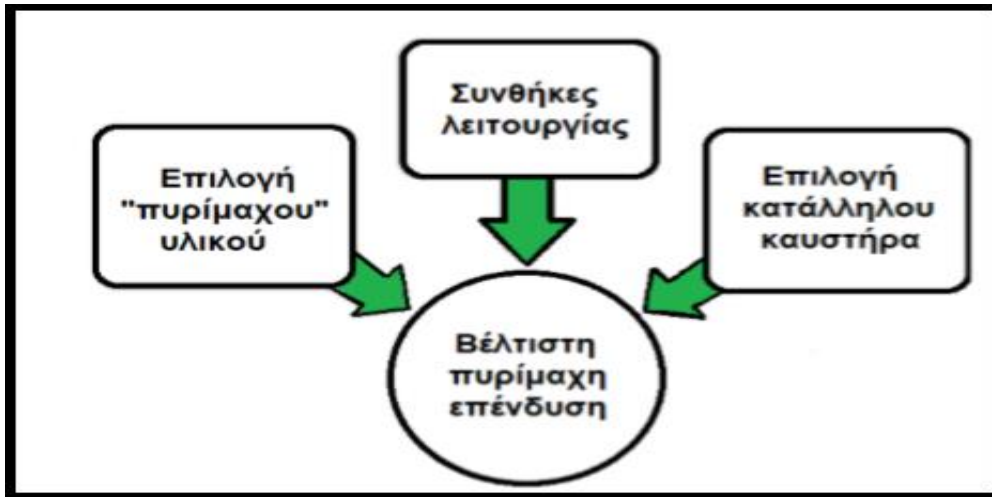 Συνθήκες
λειτουργίας
Επιλογή
"πυρίμαχου"
υλικού
Επιλογή
κατάλληλου
καυστήρα
Βέλτιστη
πυρίμαχη
επένδυση